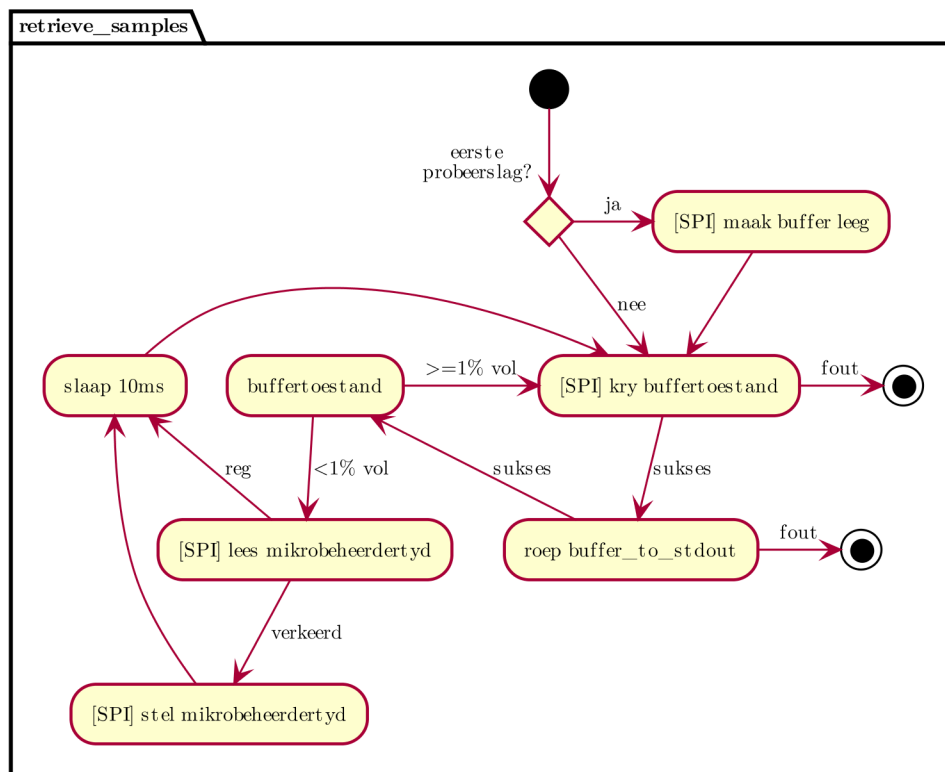 retrieve_samples
eerste
probeerslag?
ja
[SPI] maak buffer leeg
nee
slaap 10ms
buffertoestand
>=1% vol
[SPI] kry buffertoestand
fout
reg
<1% vol
sukses
sukses
[SPI] lees mikrobeheerdertyd
roep buffer_to_stdout
fout
verkeerd
[SPI] stel mikrobeheerdertyd